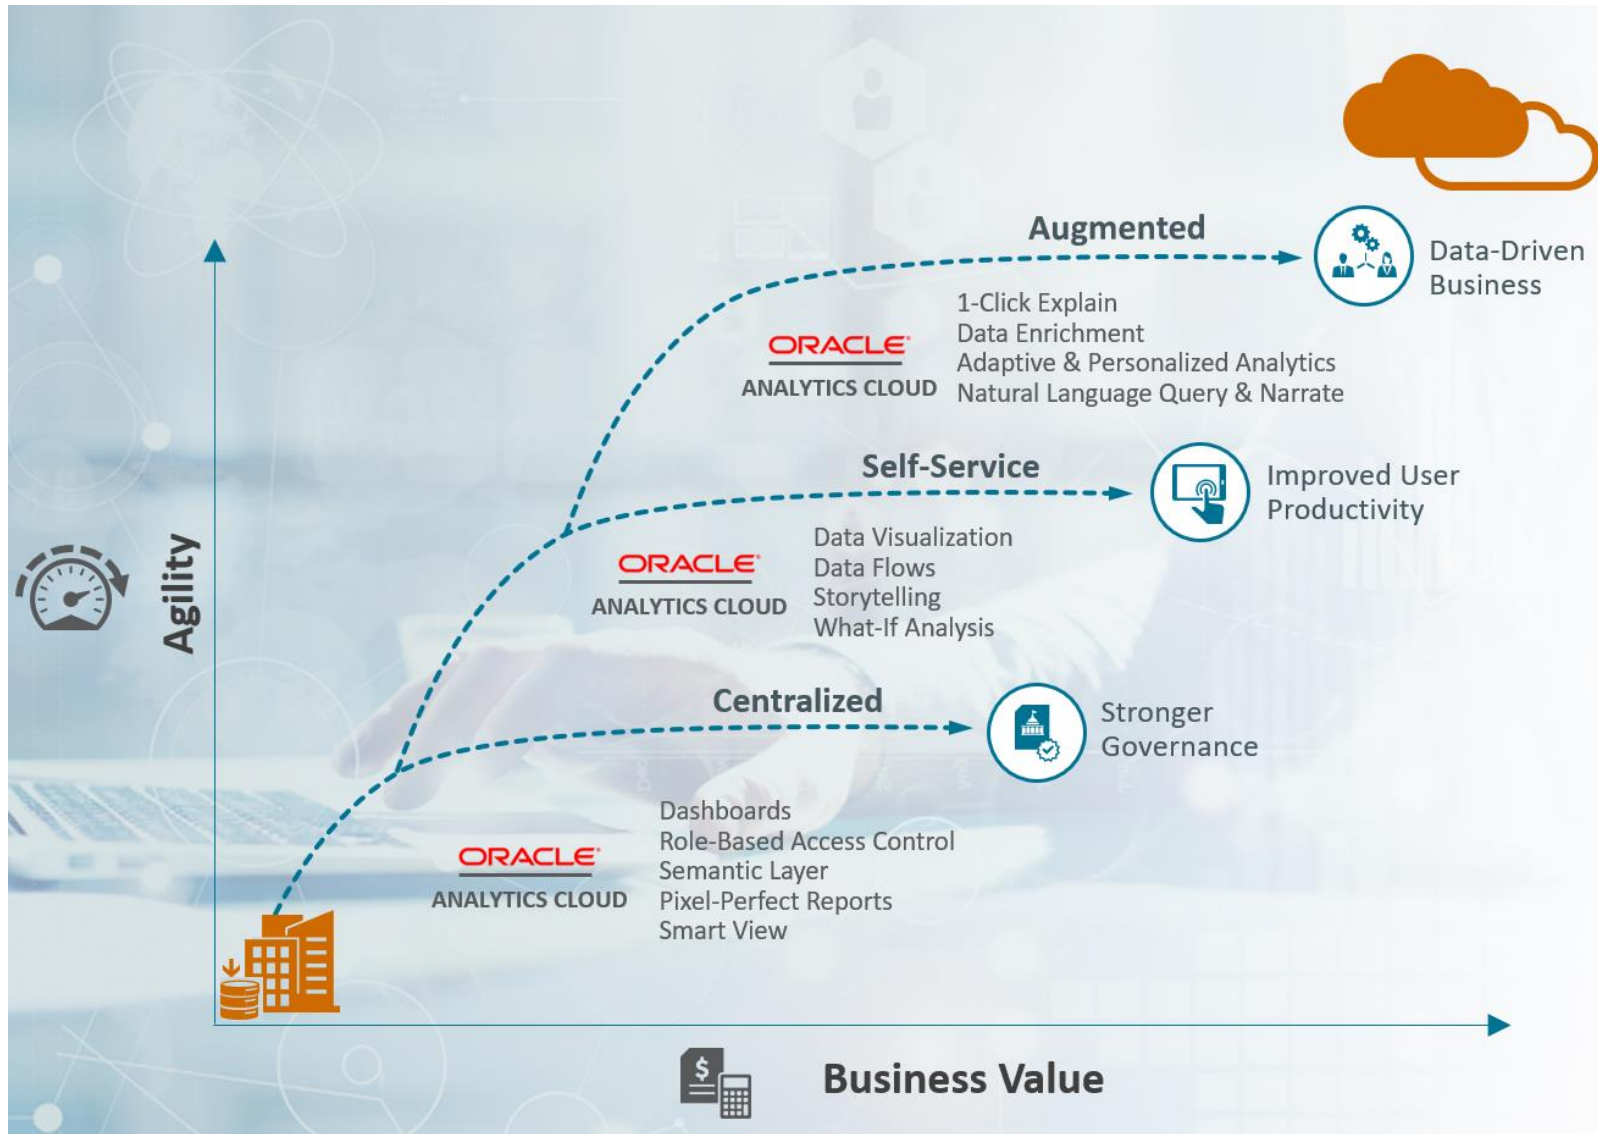 Augmented
Data-Driven
Business
1-Click Explain
Data Enrichment
Adaptive & Personalized Analytics
Natural Language Query & Narrate
ORACLE
ANALYTICS CLOUD
Self-Service
Improved User
Productivity
Data Visualization
Data Flows
Storytelling
What-If Analysis
ORACLE
ANALYTICS CLOUD
Agility
Centralized
Stronger
Governance
Dashboards
Role-Based Access Control
Semantic Layer
Pixel-Perfect Reports
Smart View
ORACLE
ANALYTICS CLOUD
$
Business Value